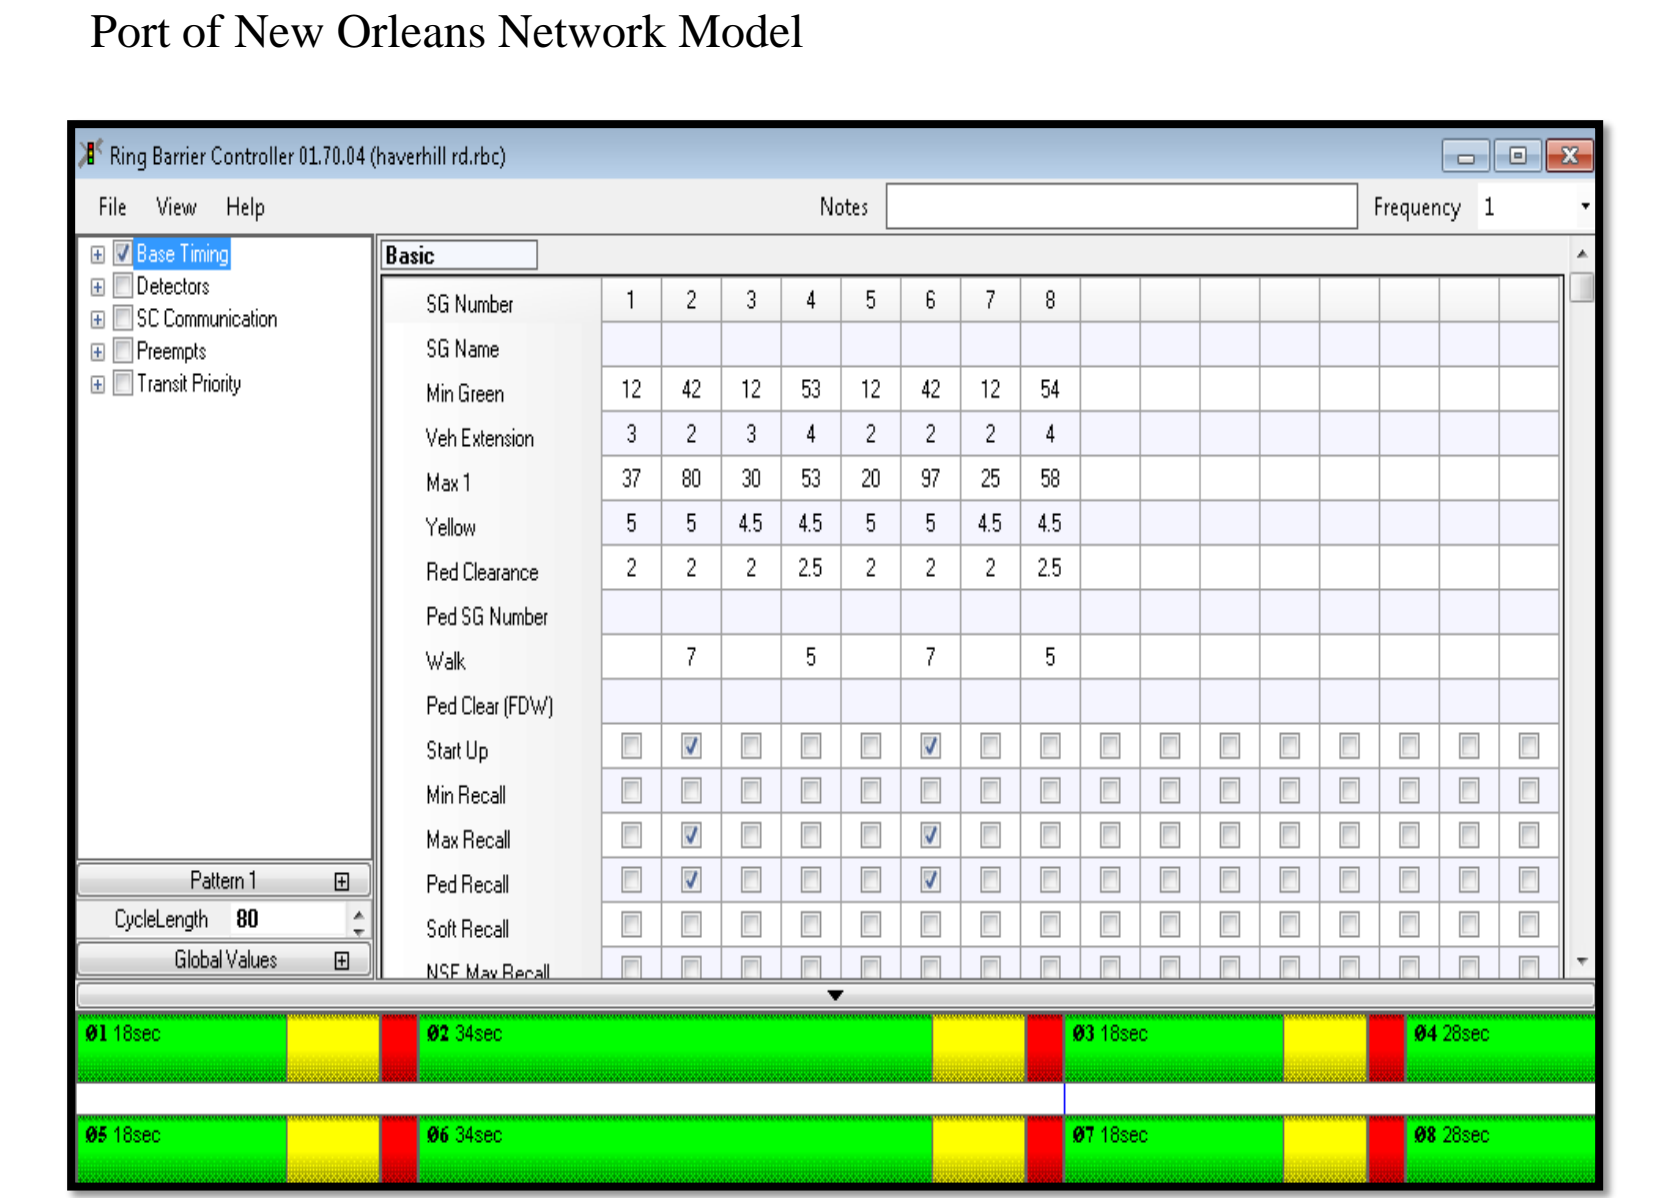 Port of New Orleans Network Model
Ring Barrier Controller 01.70.04 (haverhill rd.rbc)
File View Help Notes Frequency 1
Base Timing
Detectors
SC Communication
Preempts
Transit Priority
Basic
SG Number 1 2 3 4 5 6 7 8
SG Name
Min Green 12 42 12 53 12 42 12 54
Veh Extension 3 2 3 4 2 2 2 4
Max 1 37 80 30 53 20 97 25 58
Yellow 5 5 4.5 4.5 5 5 4.5 4.5
Red Clearance 2 2 2 2.5 2 2 2 2.5
Ped SG Number
Walk 7 5 7 5
Ped Clear (FDW)
Start Up
Min Recall
Max Recall
Ped Recall
Soft Recall
NSE Max Recall
Pattern 1
CycleLength 80
Global Values
Ø1 18sec Ø2 34sec Ø3 18sec Ø4 28sec
Ø5 18sec Ø6 34sec Ø7 18sec Ø8 28sec